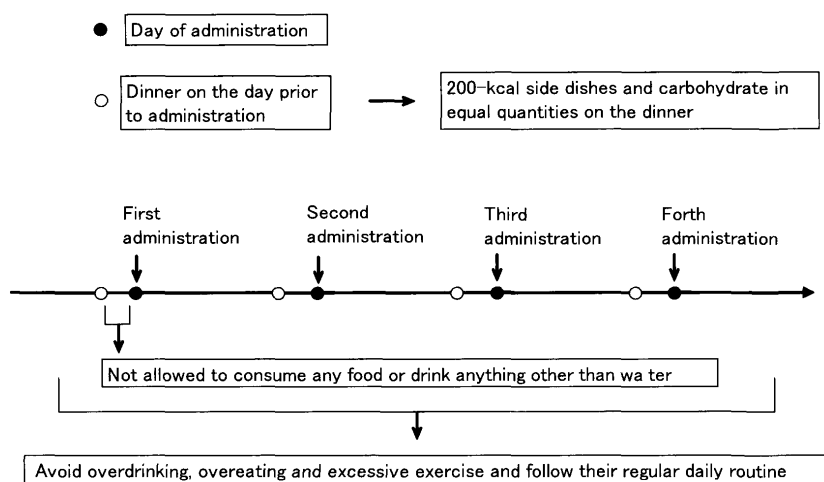 Day of administration
Dinner on the day prior
to administration
200-kcal side dishes and carbohydrate in
equal quantities on the dinner
First
administration
Second
administration
Third
administration
Forth
administration
Not allowed to consume any food or drink anything other than wa ter
Avoid overdrinking, overeating and excessive exercise and follow their regular daily routine